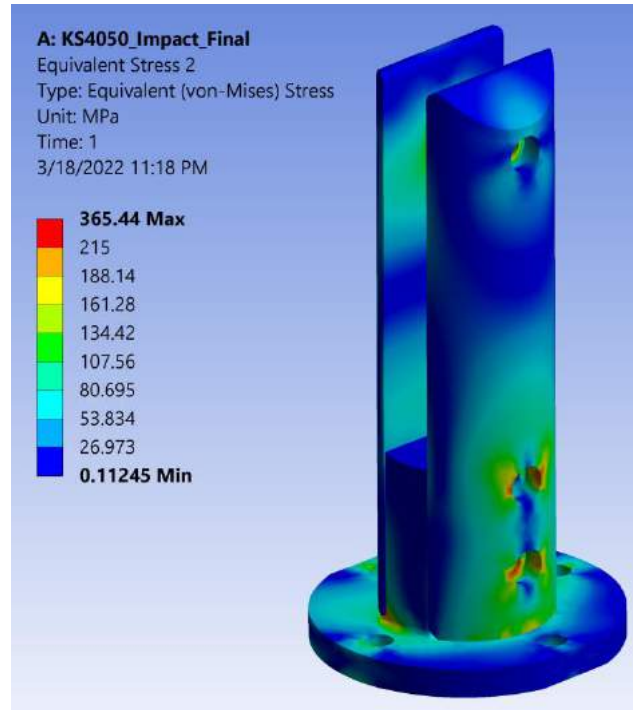 A: KS4050_Impact_Final
Equivalent Stress 2
Type: Equivalent (von-Mises) Stress
Unit: MPa
Time: 1
3/18/2022 11:18 PM
365.44 Max
215
188.14
161.28
134.42
107.56
80.695
53.834
26.973
0.11245 Min